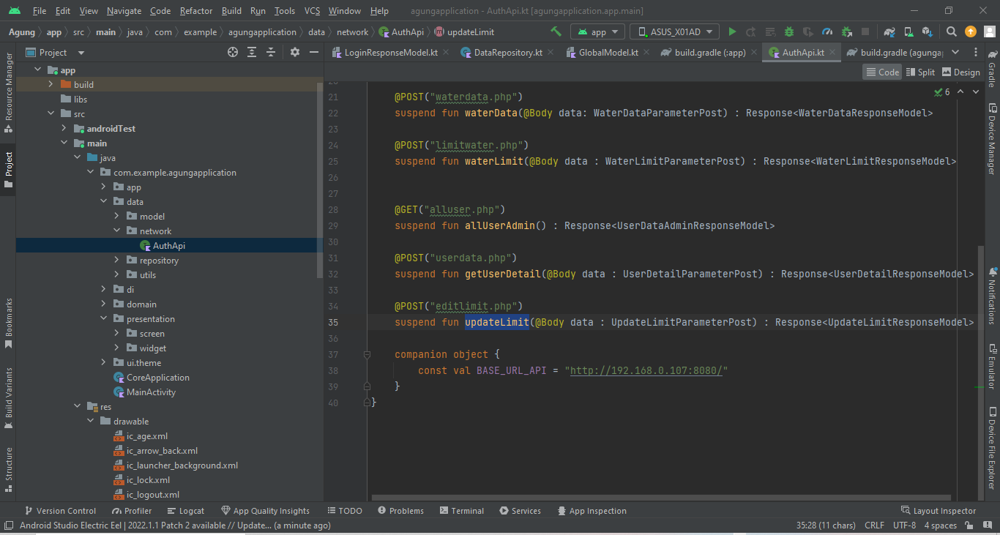 File Edit View Navigate Code Refactor Build Run Tools VCS Window Help agungapplication - AuthApi.kt [agungapplication.app.main]
Agung app src main java com example agungapplication data network AuthApi updateLimit app ASUS_X01AD
Project
LoginResponseModel.kt DataRepository.kt GlobalModel.kt build.gradle (:app) AuthApi.kt build.gradle (agunga
Code Split Design
Resource Manager
Project
Bookmarks
Build Variants
Structure
app
build
libs
src
androidTest
main
java
com.example.agungapplication
app
data
model
network
AuthApi
repository
utils
di
domain
presentation
screen
widget
ui.theme
CoreApplication
MainActivity
res
drawable
ic_age.xml
ic_arrow_back.xml
ic_launcher_background.xml
ic_lock.xml
ic_logout.xml
6
21 @POST("waterdata.php")
22 suspend fun waterData(@Body data: WaterDataParameterPost) : Response<WaterDataResponseModel>
23
24 @POST("limitwater.php")
25 suspend fun waterLimit(@Body data : WaterLimitParameterPost) : Response<WaterLimitResponseModel>
26
27
28 @GET("alluser.php")
29 suspend fun allUserAdmin() : Response<UserDataAdminResponseModel>
30
31 @POST("userdata.php")
32 suspend fun getUserDetail(@Body data : UserDetailParameterPost) : Response<UserDetailResponseModel>
33
34 @POST("editlimit.php")
35 suspend fun updateLimit(@Body data : UpdateLimitParameterPost) : Response<UpdateLimitResponseModel>
36
37 companion object {
38 const val BASE_URL_API = "http://192.168.0.107:8080/"
39 }
40 }
Gradle
Device Manager
Notifications
Emulator
Device File Explorer
Version Control Profiler Logcat App Quality Insights TODO Problems Terminal Services App Inspection Layout Inspector
Android Studio Electric Eel | 2022.1.1 Patch 2 available // Update... (a minute ago) 35:28 (11 chars) CRLF UTF-8 4 spaces